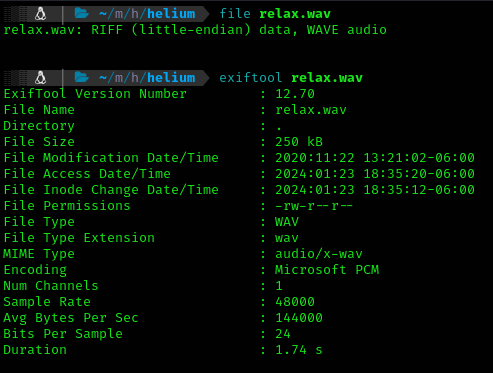 ~/m/h/helium file relax.wav
relax.wav: RIFF (little-endian) data, WAVE audio
~/m/h/helium exiftool relax.wav
ExifTool Version Number : 12.70
File Name : relax.wav
Directory : .
File Size : 250 kB
File Modification Date/Time : 2020:11:22 13:21:02-06:00
File Access Date/Time : 2024:01:23 18:35:20-06:00
File Inode Change Date/Time : 2024:01:23 18:35:12-06:00
File Permissions : -rw-r--r--
File Type : WAV
File Type Extension : wav
MIME Type : audio/x-wav
Encoding : Microsoft PCM
Num Channels : 1
Sample Rate : 48000
Avg Bytes Per Sec : 144000
Bits Per Sample : 24
Duration : 1.74 s